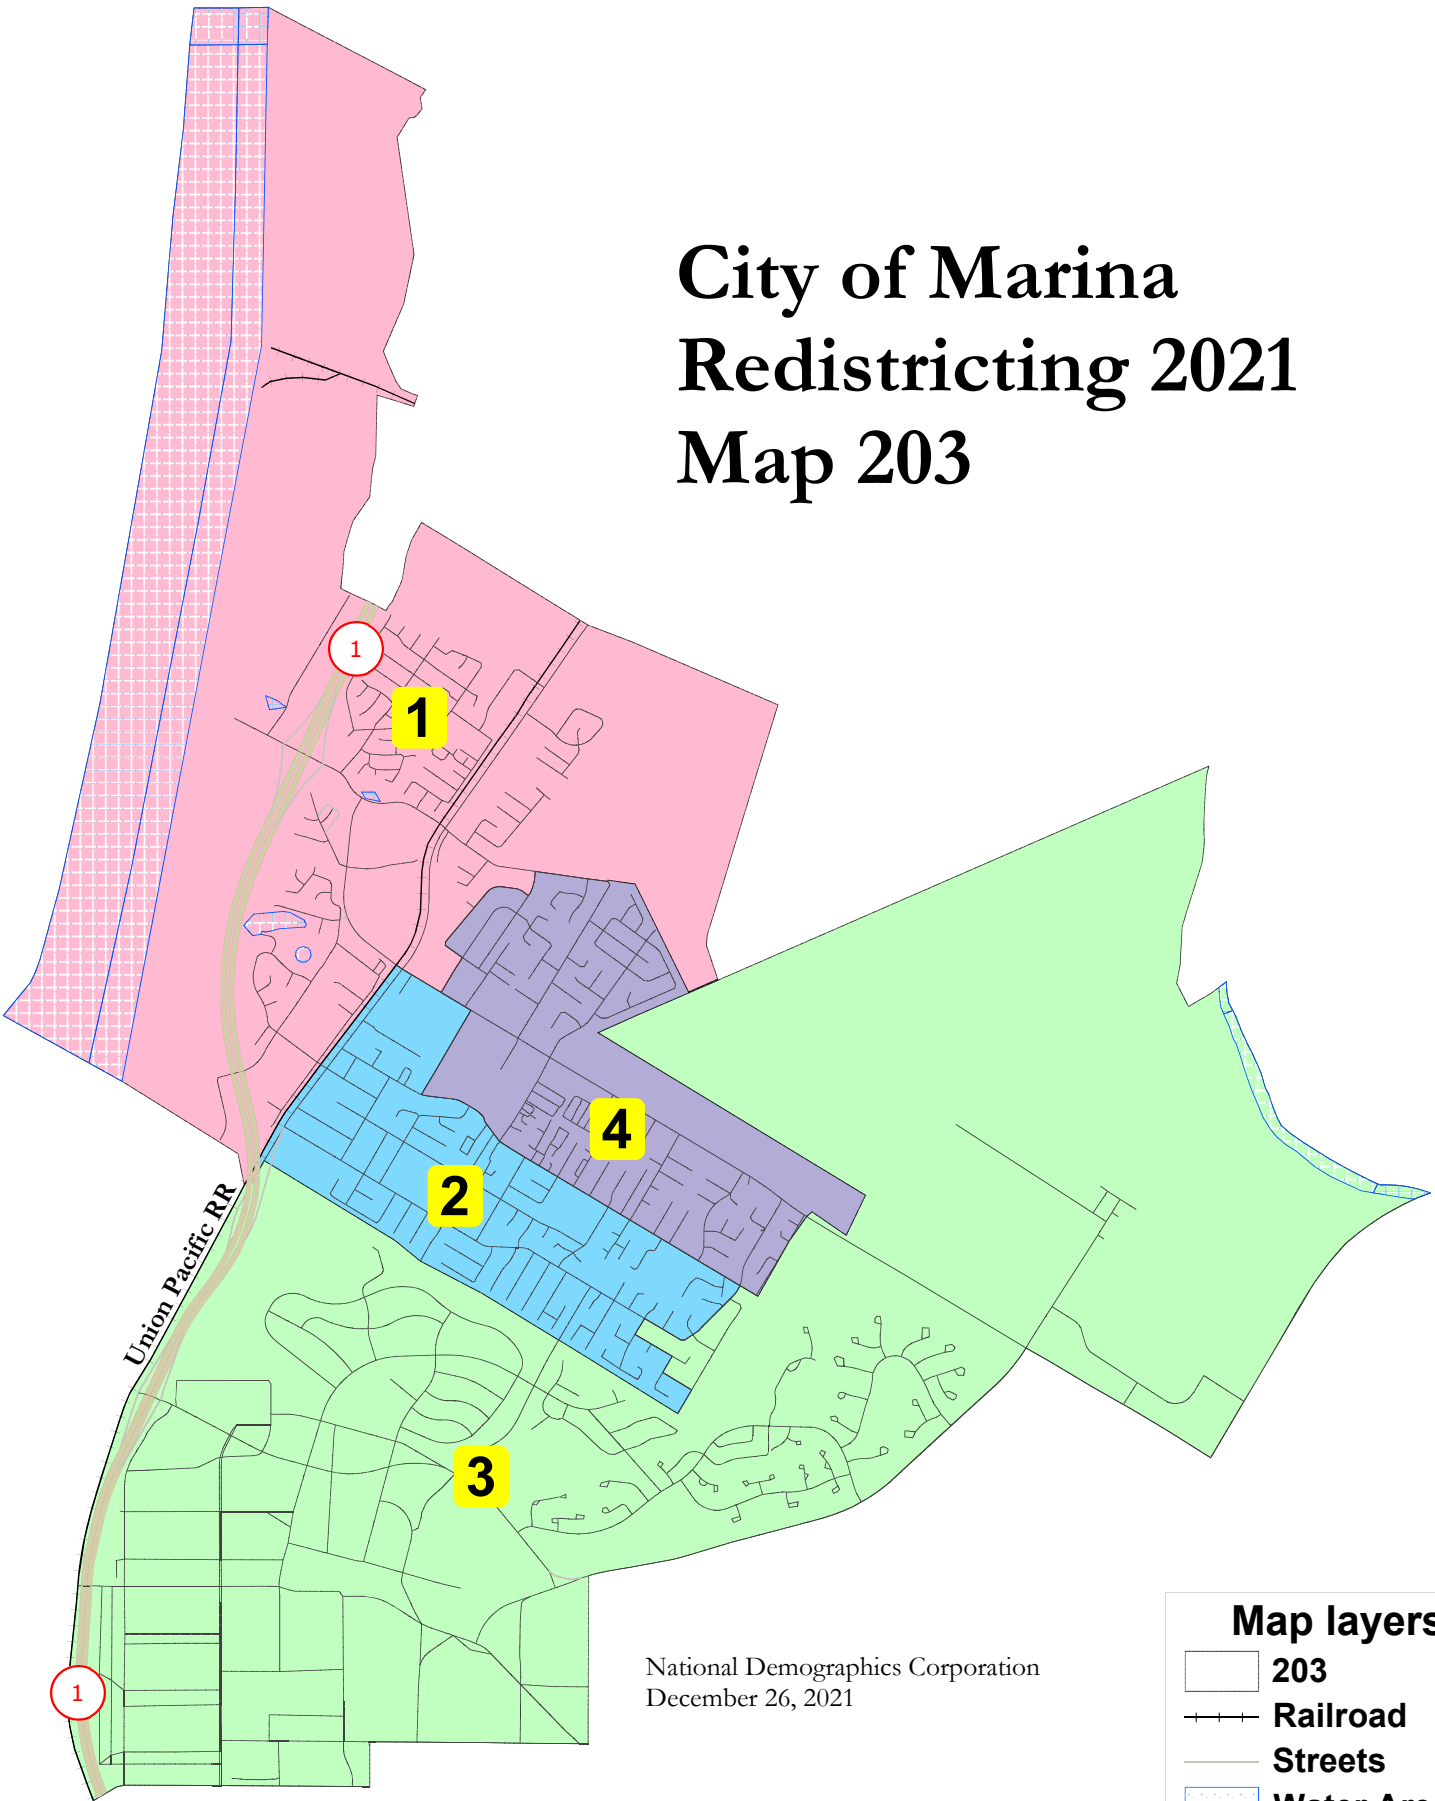 City of Marina
Redistricting 2021
Map 203
1
1
4
2
Union Pacific RR
3
National Demographics Corporation
December 26, 2021
1
Map layers
203
Railroad
Streets
Water